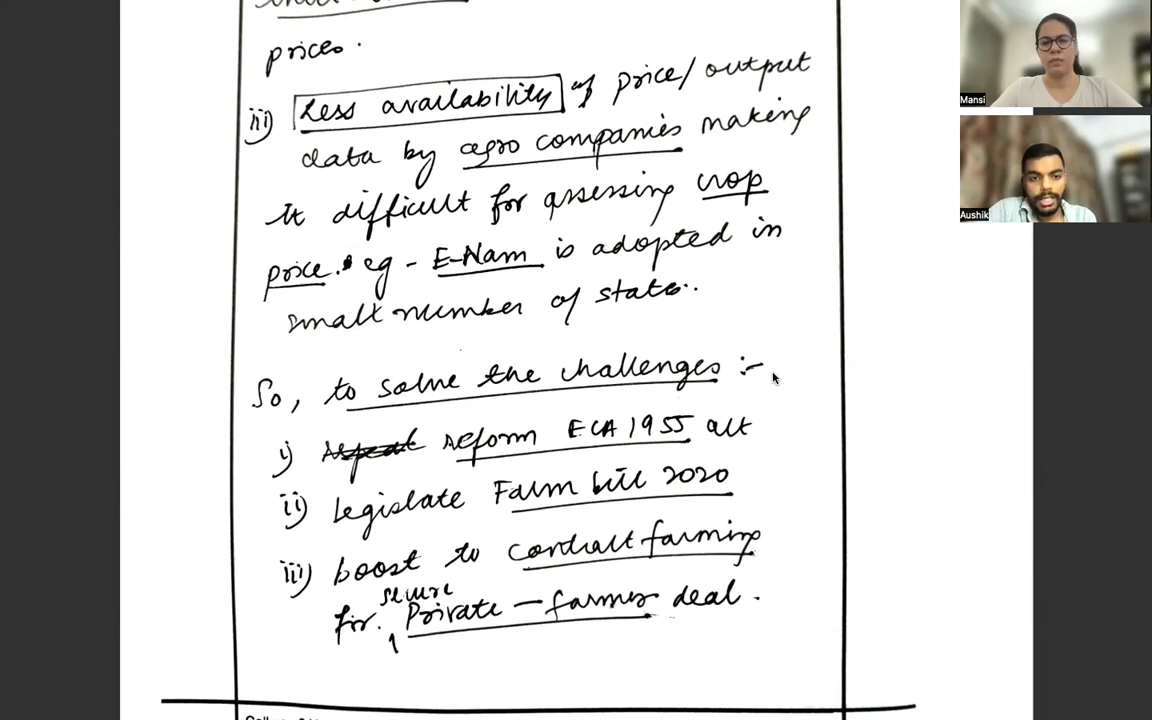 prices.
iii) Less availability of price/output
data by agro companies making
it difficult for assessing crop
price. eg - E-Nam is adopted in
small number of state..
So, to solve the challenges :-
i) reform ECA 1955 act
ii) legislate Farm bill 2020
iii) boost to contract farming
for secure Private - farmer deal.
Mansi
Aushik